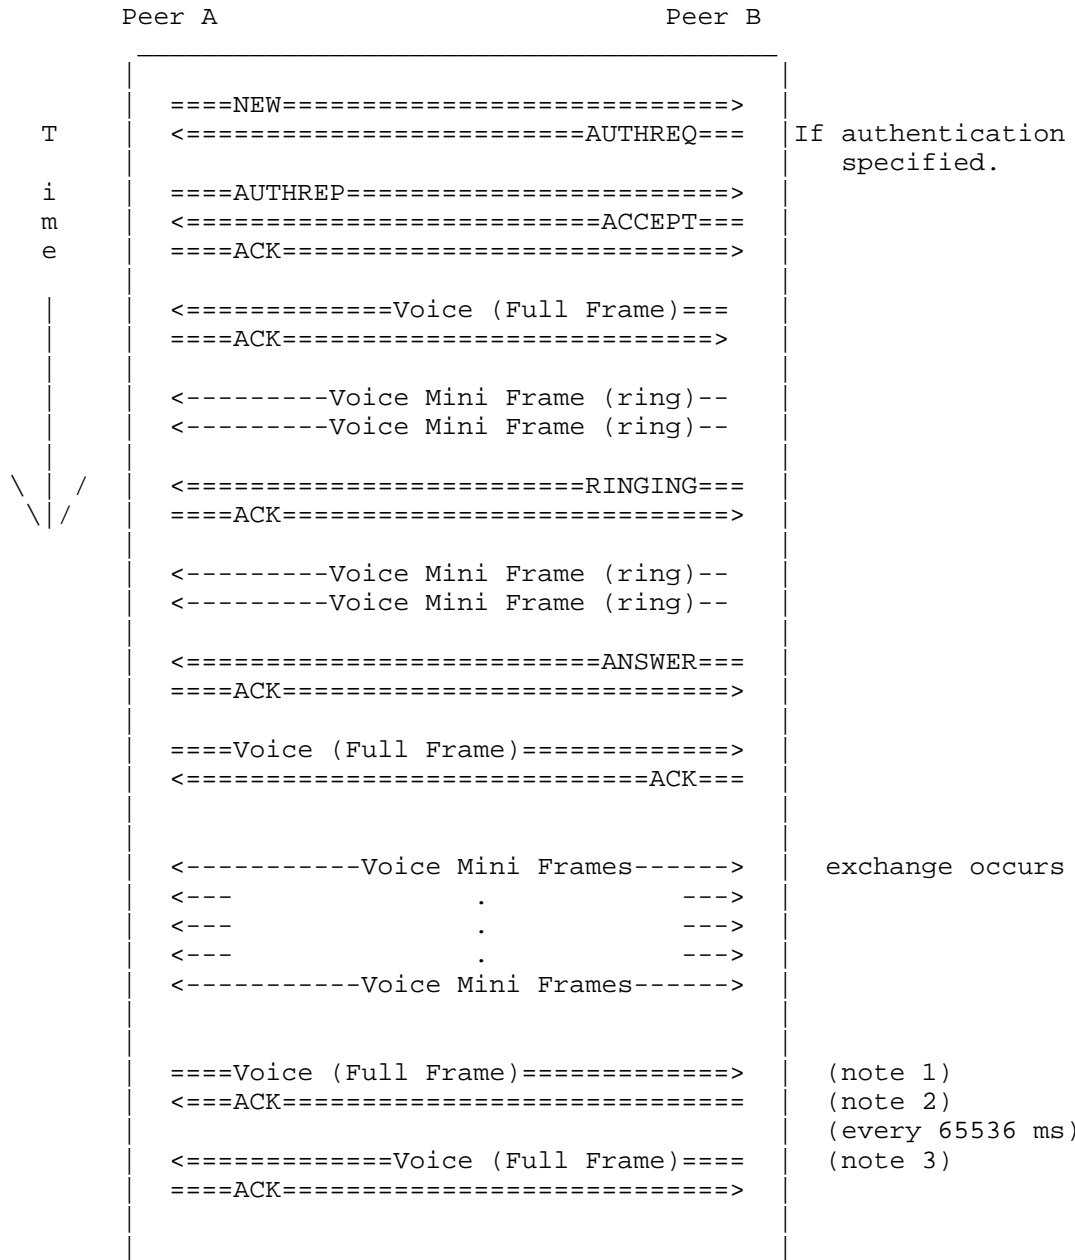 Peer A                            Peer B
 ________________________________________
|                                        |
|  ====NEW============================>  |
T    |  <=========================AUTHREQ===  |If authentication
|                                        |   specified.
i    |  ====AUTHREP========================>  |
m    |  <==========================ACCEPT===  |
e    |  ====ACK============================>  |
|                                        |
|    |  <=============Voice (Full Frame)===   |
|    |  ====ACK===========================>   |
|    |                                        |
|    |  <---------Voice Mini Frame (ring)--   |
|    |  <---------Voice Mini Frame (ring)--   |
|    |                                        |
\ | /  |  <=========================RINGING===  |
\|/   |  ====ACK============================>  |
|                                        |
|  <---------Voice Mini Frame (ring)--   |
|  <---------Voice Mini Frame (ring)--   |
|                                        |
|  <==========================ANSWER===  |
|  ====ACK============================>  |
|                                        |
|  ====Voice (Full Frame)=============>  |
|  <=============================ACK===  |
|                                        |
|                                        |
|  <-----------Voice Mini Frames------>  |  exchange occurs
|  <---               .            --->  |
|  <---               .            --->  |
|  <---               .            --->  |
|  <-----------Voice Mini Frames------>  |
|                                        |
|                                        |
|  ====Voice (Full Frame)=============>  |  (note 1)
|  <===ACK=============================  |  (note 2)
|                                        |  (every 65536 ms)
|  <=============Voice (Full Frame)====  |  (note 3)
|  ====ACK============================>  |
|                                        |
|                                        |